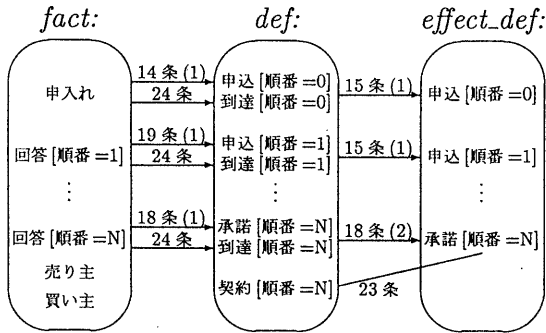 fact: def: effect_def:
申入れ 14条(1) 申込[順番=0] 15条(1) 申込[順番=0]
24条 到達[順番=0]
19条(1) 申込[順番=1] 15条(1) 申込[順番=1]
回答[順番=1] 24条 到達[順番=1]
⋮ ⋮ ⋮
18条(1) 承諾[順番=N] 18条(2) 承諾[順番=N]
回答[順番=N] 24条 到達[順番=N]
売り主
買い主 契約[順番=N] 23条